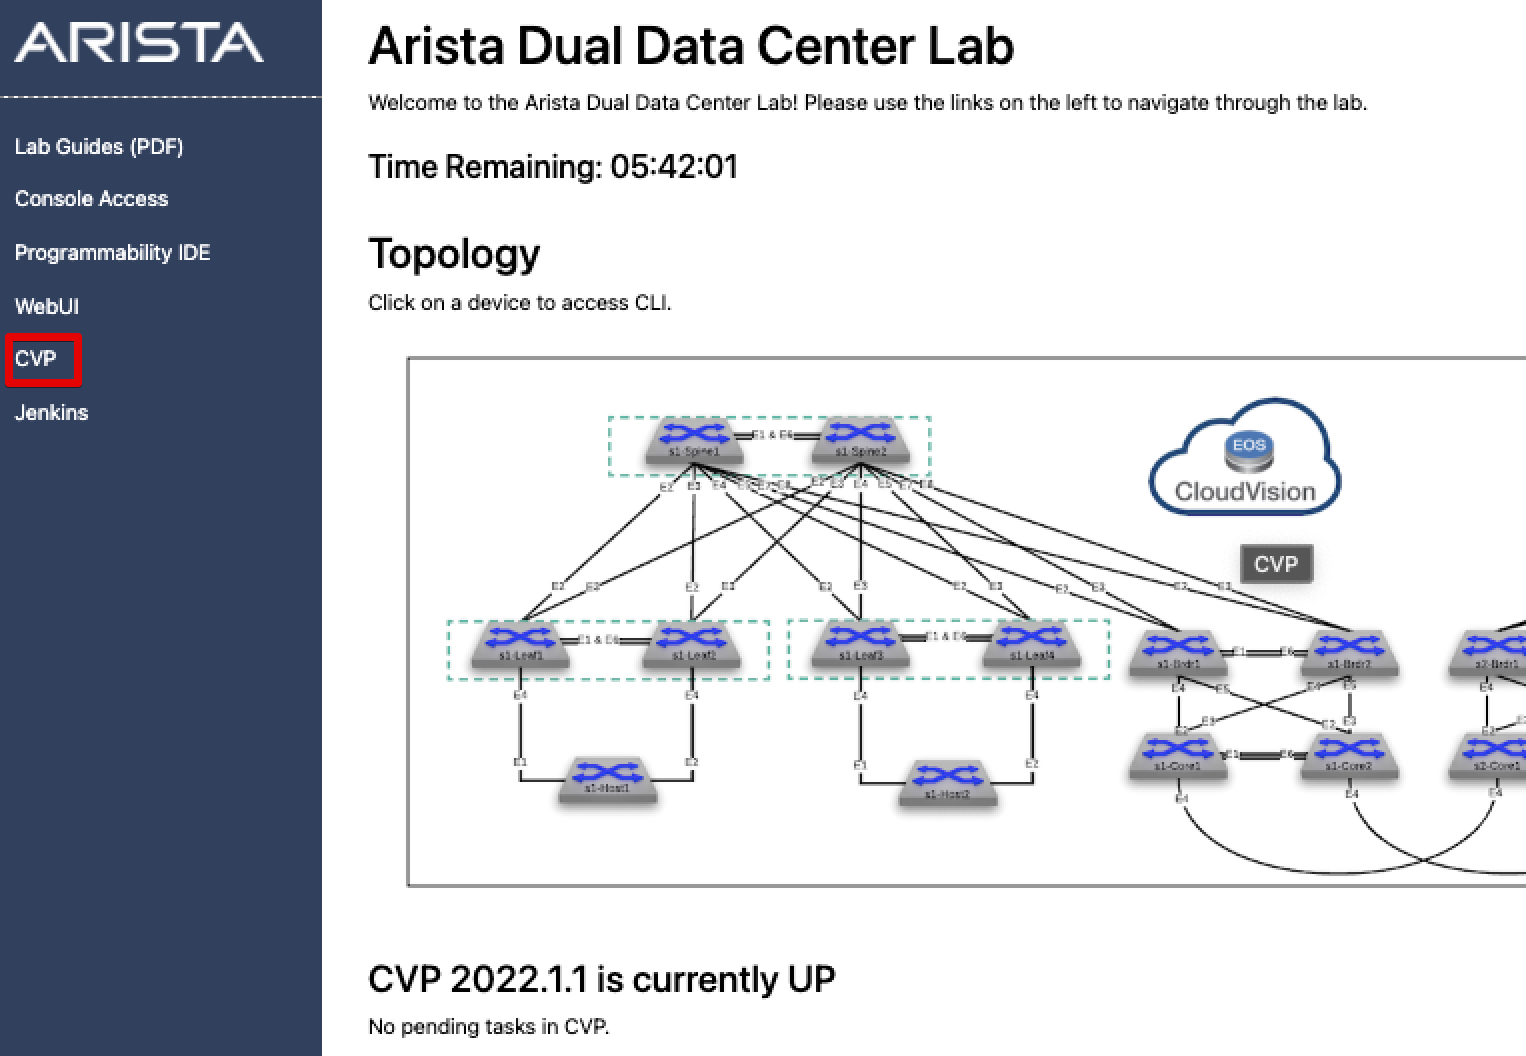 ARISTA
Lab Guides (PDF)
Console Access
Programmability IDE
WebUI
CVP
Jenkins
Arista Dual Data Center Lab
Welcome to the Arista Dual Data Center Lab! Please use the links on the left to navigate through the lab.
Time Remaining: 05:42:01
Topology
Click on a device to access CLI.
s1-Spine1
E1 & E6
s1-Spine2
E2 E3 E4
E2 E3 E4 E5 E7 E8
EOS
CloudVision
CVP
E2
E2
E2
E3
E2
E3
E2
E3
E2
E3
s1-Leaf1
E1 & E6
s1-Leaf2
s1-Leaf3
E1 & E6
s1-Leaf4
s1-Brdr1
E1
E6
s1-Brdr2
s2-Brdr1
E4
E4
E4
E4
E4
E5
E5
E4
E3
E2
E3
E2
E1
E2
E1
E2
s1-Host1
s1-Host2
s1-Core1
E1
E6
s1-Core2
s2-Core1
E4
E4
E4
CVP 2022.1.1 is currently UP
No pending tasks in CVP.